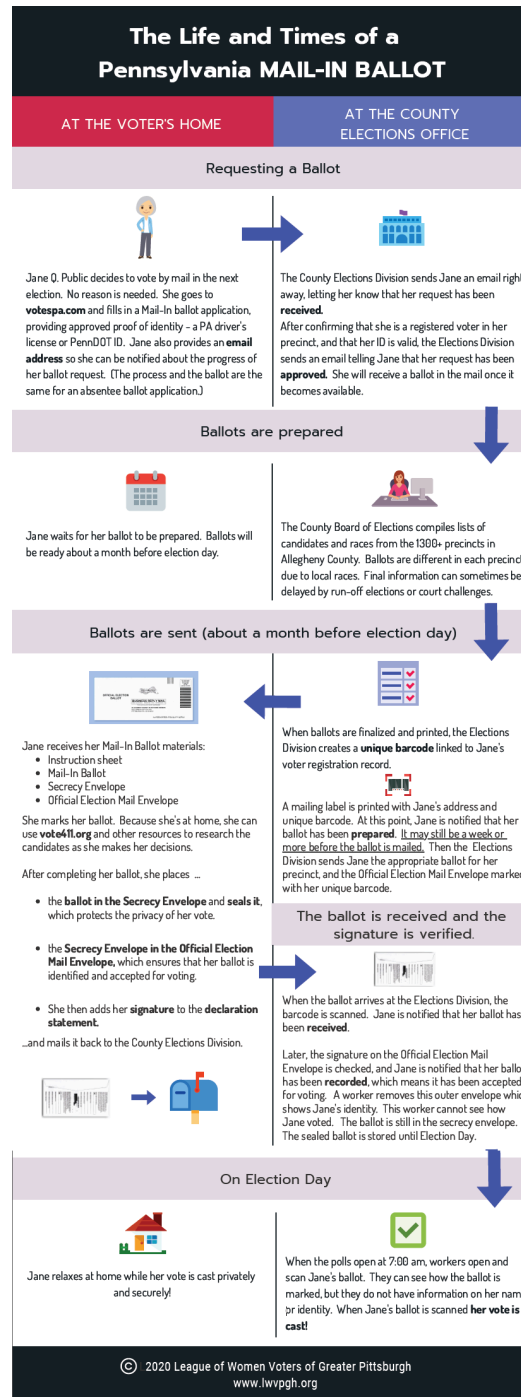 The Life and Times of a
Pennsylvania MAIL-IN BALLOT
AT THE VOTER'S HOME
AT THE COUNTY
ELECTIONS OFFICE
Requesting a Ballot
Jane Q. Public decides to vote by mail in the next
election. No reason is needed. She goes to
votespa.com and fills in a Mail-In ballot application,
providing approved proof of identity – a PA driver's
license or PennDOT ID. Jane also provides an email
address so she can be notified about the progress of
her ballot request. (The process and the ballot are the
same for an absentee ballot application.)
The County Elections Division sends Jane an email right
away, letting her know that her request has been
received.
After confirming that she is a registered voter in her
precinct, and that her ID is valid, the Elections Division
sends an email telling Jane that her request has been
approved. She will receive a ballot in the mail once it
becomes available.
Ballots are prepared
Jane waits for her ballot to be prepared. Ballots will
be ready about a month before election day.
The County Board of Elections compiles lists of
candidates and races from the 1300+ precincts in
Allegheny County. Ballots are different in each precinct
due to local races. Final information can sometimes be
delayed by run-off elections or court challenges.
Ballots are sent (about a month before election day)
OFFICIAL ELECTION
BALLOT
Jane receives her Mail-In Ballot materials:
• Instruction sheet
• Mail-In Ballot
• Secrecy Envelope
• Official Election Mail Envelope
She marks her ballot. Because she's at home, she can
use vote411.org and other resources to research the
candidates as she makes her decisions.
After completing her ballot, she places ...
• the ballot in the Secrecy Envelope and seals it,
which protects the privacy of her vote.
• the Secrecy Envelope in the Official Election
Mail Envelope, which ensures that her ballot is
identified and accepted for voting.
• She then adds her signature to the declaration
statement.
...and mails it back to the County Elections Division.
When ballots are finalized and printed, the Elections
Division creates a unique barcode linked to Jane's
voter registration record.
A mailing label is printed with Jane's address and
unique barcode. At this point, Jane is notified that her
ballot has been prepared. It may still be a week or
more before the ballot is mailed. Then the Elections
Division sends Jane the appropriate ballot for her
precinct, and the Official Election Mail Envelope marke
with her unique barcode.
The ballot is received and the
signature is verified.
When the ballot arrives at the Elections Division, the
barcode is scanned. Jane is notified that her ballot has
been received.
Later, the signature on the Official Election Mail
Envelope is checked, and Jane is notified that her ballo
has been recorded, which means it has been accepted
for voting. A worker removes this outer envelope whic
shows Jane's identity. This worker cannot see how
Jane voted. The ballot is still in the secrecy envelope.
The sealed ballot is stored until Election Day.
On Election Day
Jane relaxes at home while her vote is cast privately
and securely!
When the polls open at 7:00 am, workers open and
scan Jane's ballot. They can see how the ballot is
marked, but they do not have information on her nam
or identity. When Jane's ballot is scanned her vote is
cast!
© 2020 League of Women Voters of Greater Pittsburgh
www.lwvpgh.org